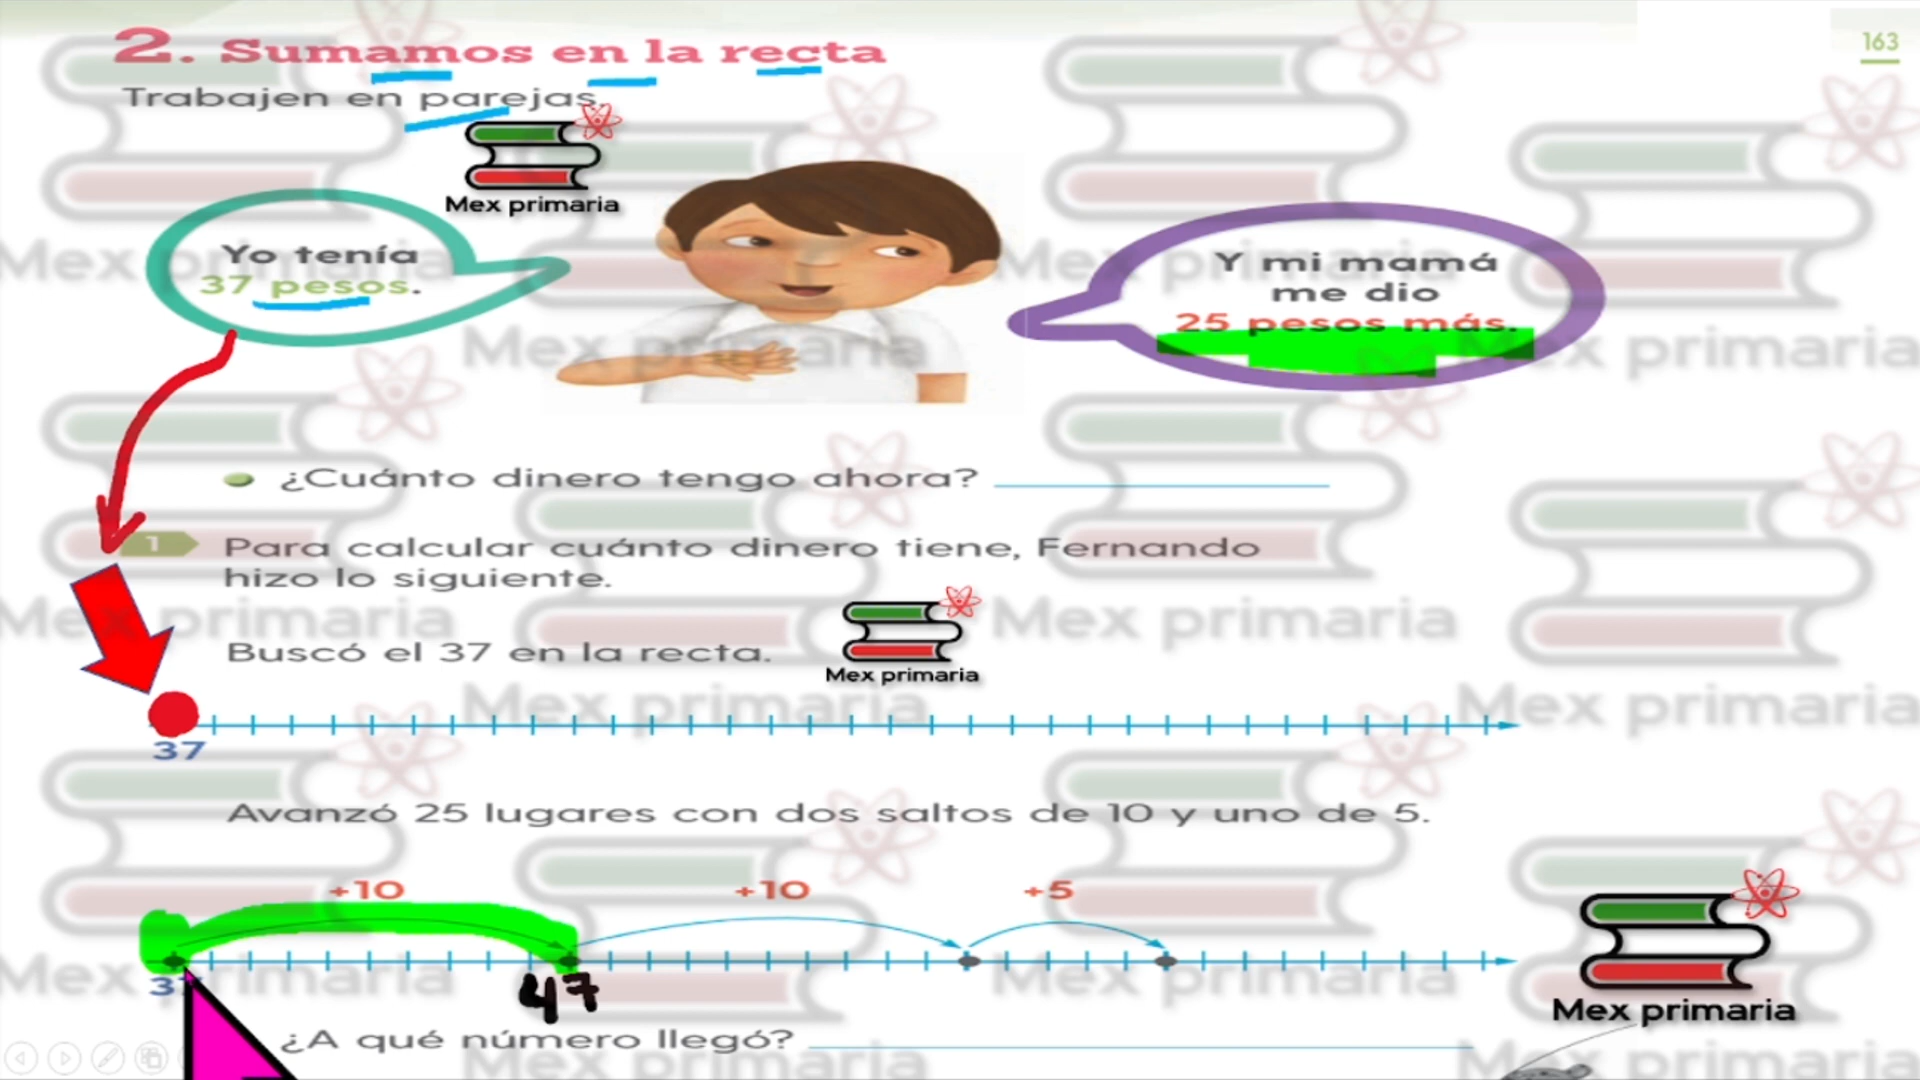 163
2. Sumamos en la recta
Trabajen en parejas.
Mex primaria
Yo tenía
37 pesos.
Y mi mamá
me dio
25 pesos más.
¿Cuánto dinero tengo ahora?
1 Para calcular cuánto dinero tiene, Fernando
hizo lo siguiente.
Buscó el 37 en la recta.
Mex primaria
37
Avanzó 25 lugares con dos saltos de 10 y uno de 5.
+10 +10 +5
47
Mex primaria
¿A qué número llegó?